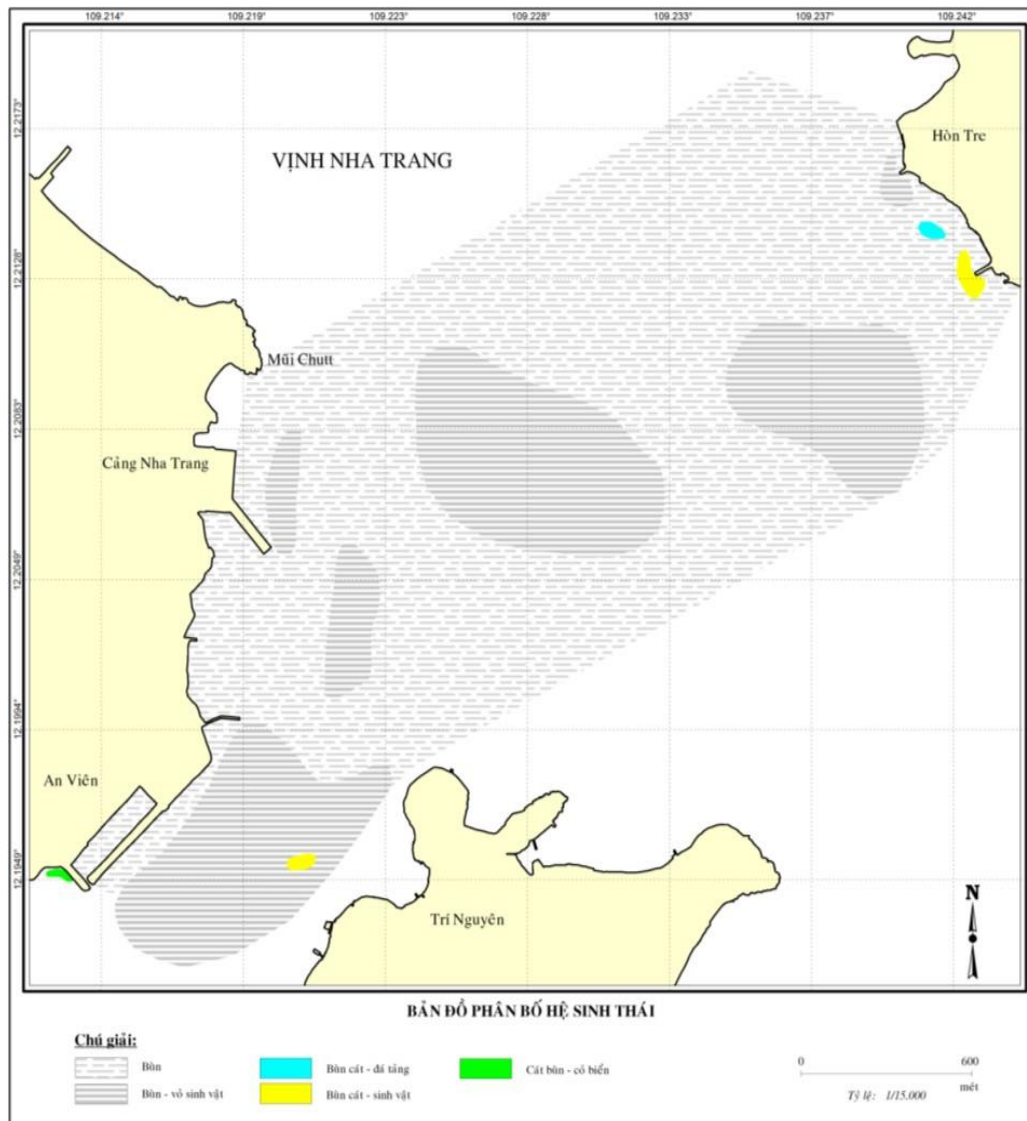 109.214° 109.219° 109.223° 109.228° 109.233° 109.237° 109.242°
12.2173°
Hòn Tre
VỊNH NHA TRANG
12.2128°
Mũi Chutt
12.2083°
Cảng Nha Trang
12.2049°
12.1994°
An Viên
12.1949°
Trí Nguyên
N
BẢN ĐỒ PHÂN BỐ HỆ SINH THÁI
Chú giải:
Bùn
Bùn cát - đá tảng
Cát bùn - cỏ biển
Bùn - vỏ sinh vật
Bùn cát - sinh vật
0 600
mét
Tỷ lệ: 1/15.000